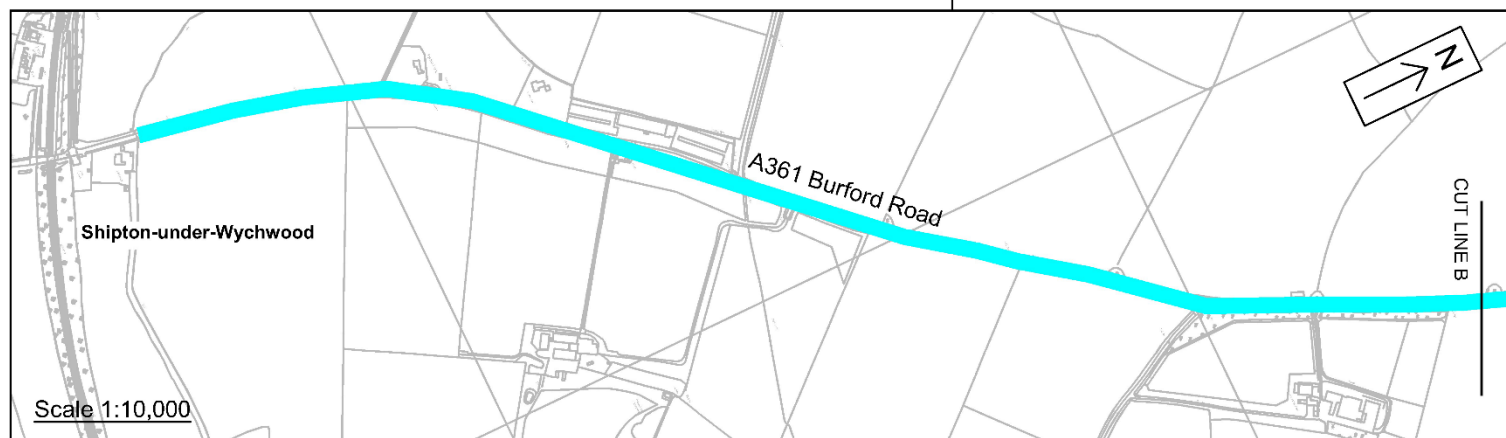 N
A361 Burford Road
Shipton-under-Wychwood
CUT LINE B
Scale 1:10,000